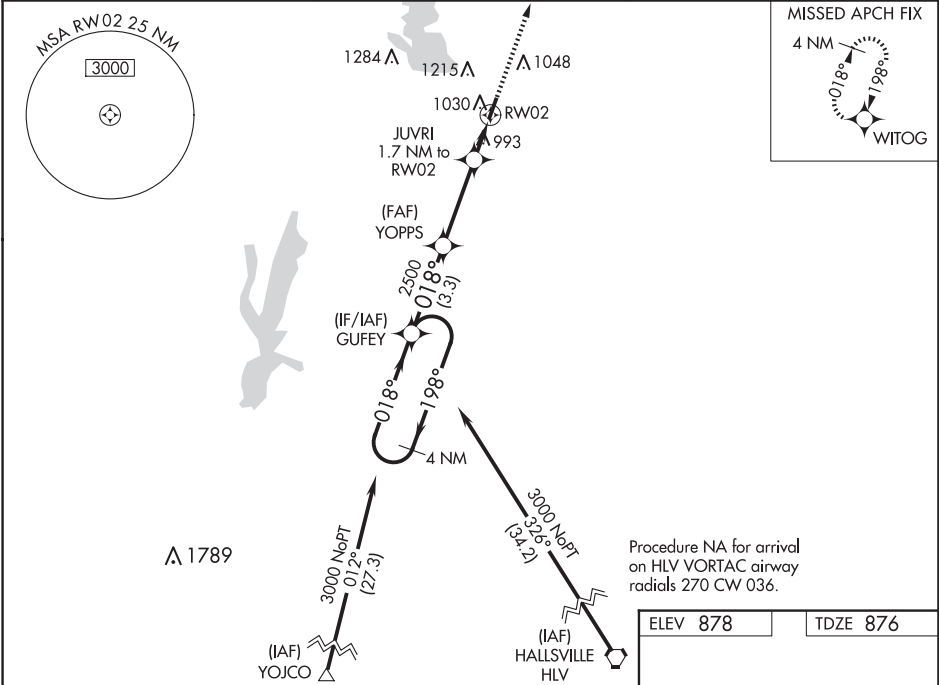 MSA RW02 25 NM
3000
1284
1215
1048
1030
RW02
993
JUVRI
1.7 NM to
RW02
(FAF)
YOPPS
2500
018°
(3.3)
(IF/IAF)
GUFEY
018°
198°
4 NM
1789
3000 NoPT
012°
(27.3)
(IAF)
YOJCO
3000 NoPT
326°
(34.2)
(IAF)
HALLSVILLE
HLV
MISSED APCH FIX
4 NM
018°
198°
WITOG
Procedure NA for arrival
on HLV VORTAC airway
radials 270 CW 036.
ELEV 878
TDZE 876